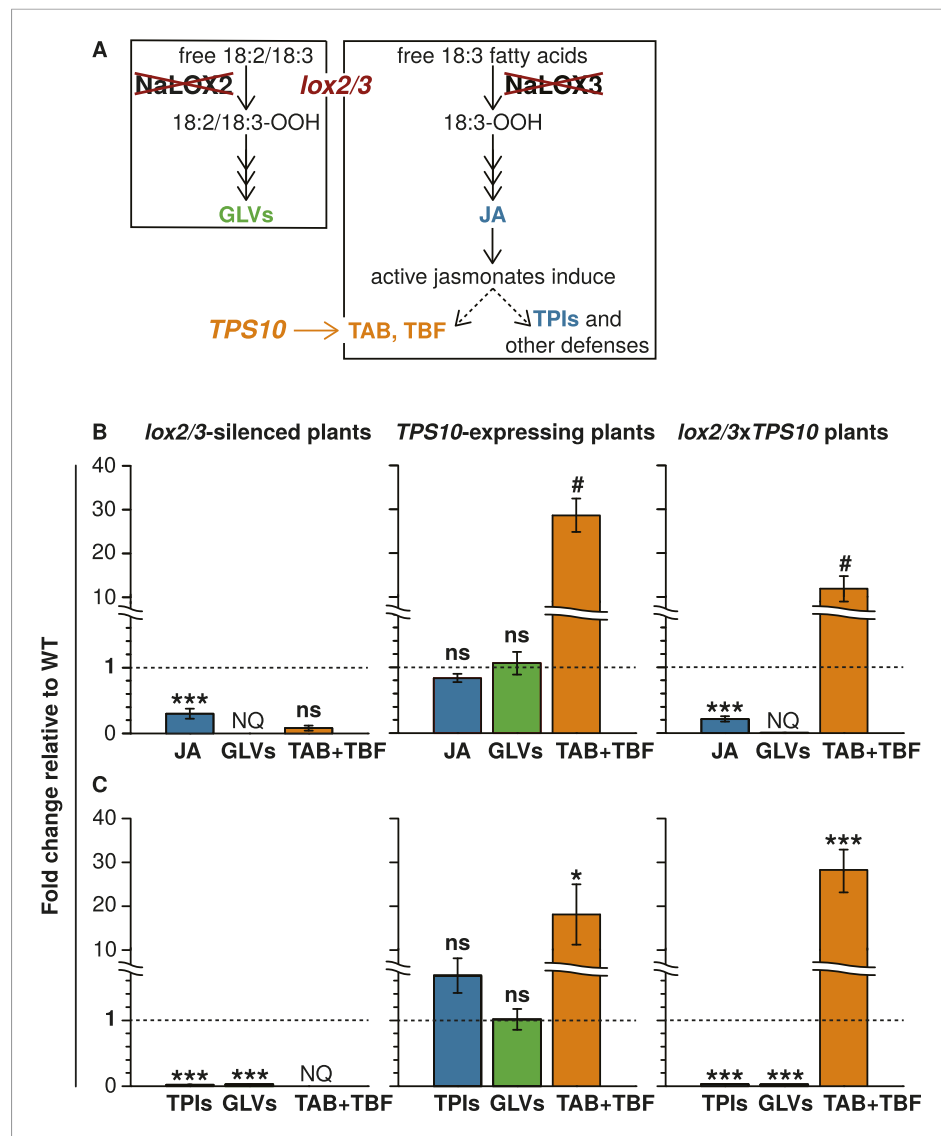 A
free 18:2/18:3
NaLOX2
18:2/18:3-OOH
GLVs
lox2/3
free 18:3 fatty acids
NaLOX3
18:3-OOH
JA
active jasmonates induce
TPS10
TAB, TBF
TPIs and
other defenses
Fold change relative to WT
B
lox2/3-silenced plants
TPS10-expressing plants
lox2/3xTPS10 plants
40
30
20
10
1
0
***
NQ
ns
JA GLVs TAB+TBF
ns
ns
#
JA GLVs TAB+TBF
***
NQ
#
JA GLVs TAB+TBF
C
40
30
20
10
1
0
***
***
NQ
TPIs GLVs TAB+TBF
ns
ns
*
TPIs GLVs TAB+TBF
***
***
***
TPIs GLVs TAB+TBF